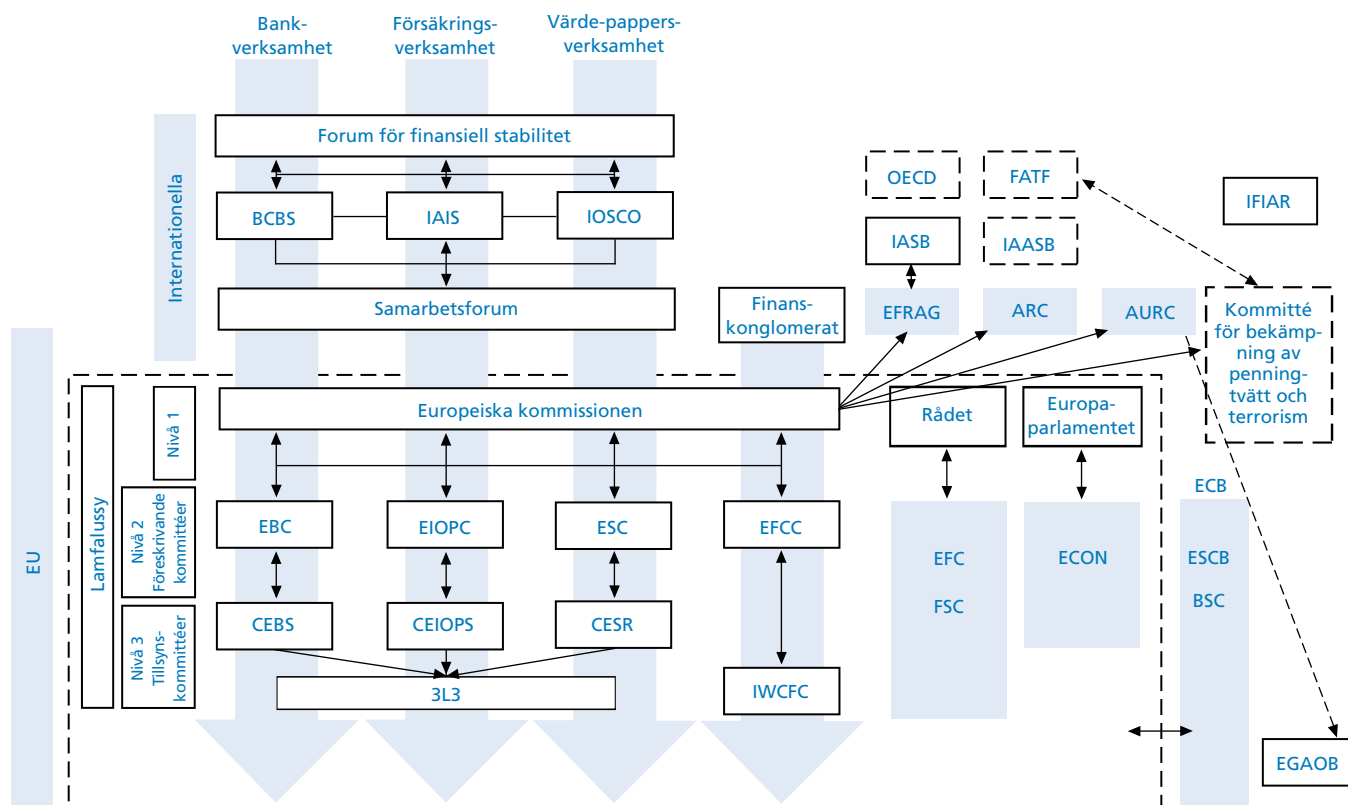 Bank-
verksamhet
Försäkrings-
verksamhet
Värde-pappers-
verksamhet
Internationella
Forum för finansiell stabilitet
BCBS
IAIS
IOSCO
Samarbetsforum
Finans-
konglomerat
OECD
FATF
IFIAR
IASB
IAASB
EFRAG
ARC
AURC
Kommitté
för bekämp-
ning av
penning-
tvätt och
terrorism
EU
Lamfalussy
Nivå 1
Europeiska kommissionen
Rådet
Europa-
parlamentet
Nivå 2
Föreskrivande
kommittéer
EBC
EIOPC
ESC
EFCC
EFC
FSC
ECON
ECB
ESCB
BSC
Nivå 3
Tillsyns-
kommittéer
CEBS
CEIOPS
CESR
3L3
IWCFC
EGAOB